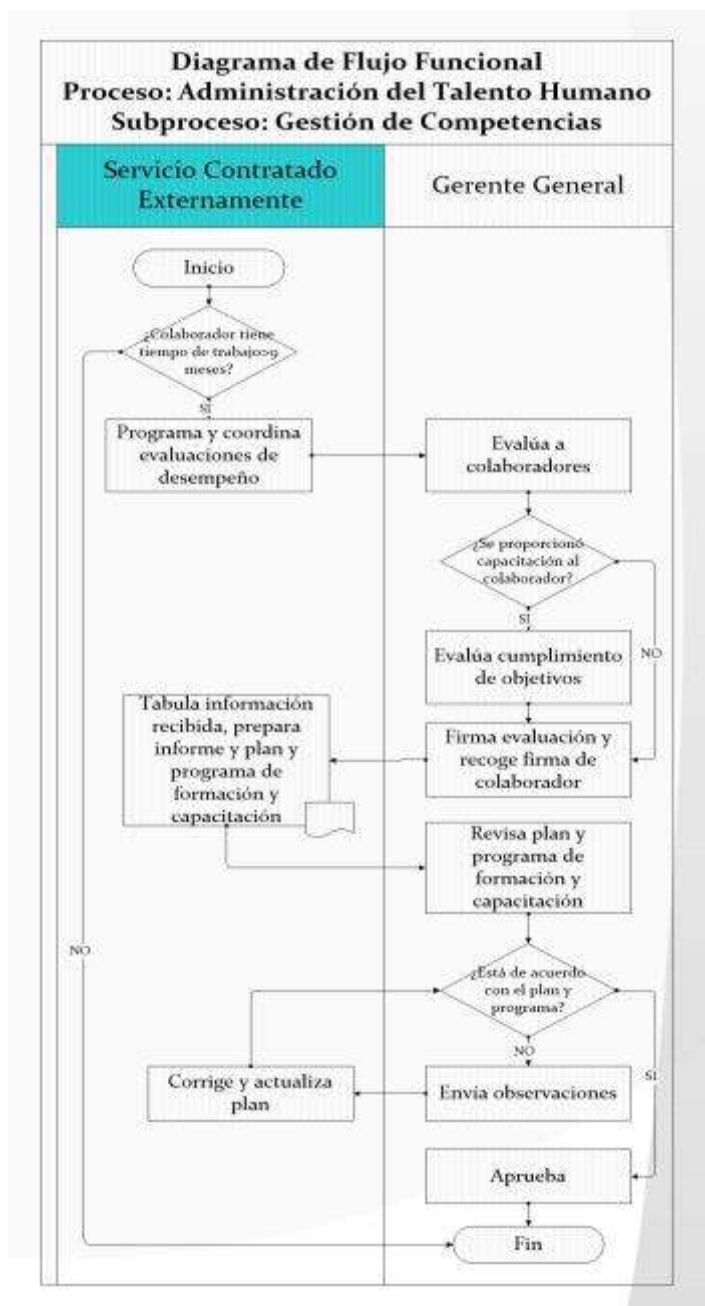 Diagrama de Flujo Funcional
Proceso: Administración del Talento Humano
Subproceso: Gestión de Competencias
Servicio Contratado
Externamente
Gerente General
Inicio
¿Colaborador tiene
tiempo de trabajo>9
meses?
SI
Programa y coordina
evaluaciones de
desempeño
Evalúa a
colaboradores
¿Se proporcionó
capacitación al
colaborador?
SI
NO
Evalúa cumplimiento
de objetivos
Tabula información
recibida, prepara
informe y plan y
programa de
formación y
capacitación
Firma evaluación y
recoge firma de
colaborador
Revisa plan y
programa de
formación y
capacitación
NO
¿Está de acuerdo
con el plan y
programa?
NO
SI
Corrige y actualiza
plan
Envía observaciones
Aprueba
Fin